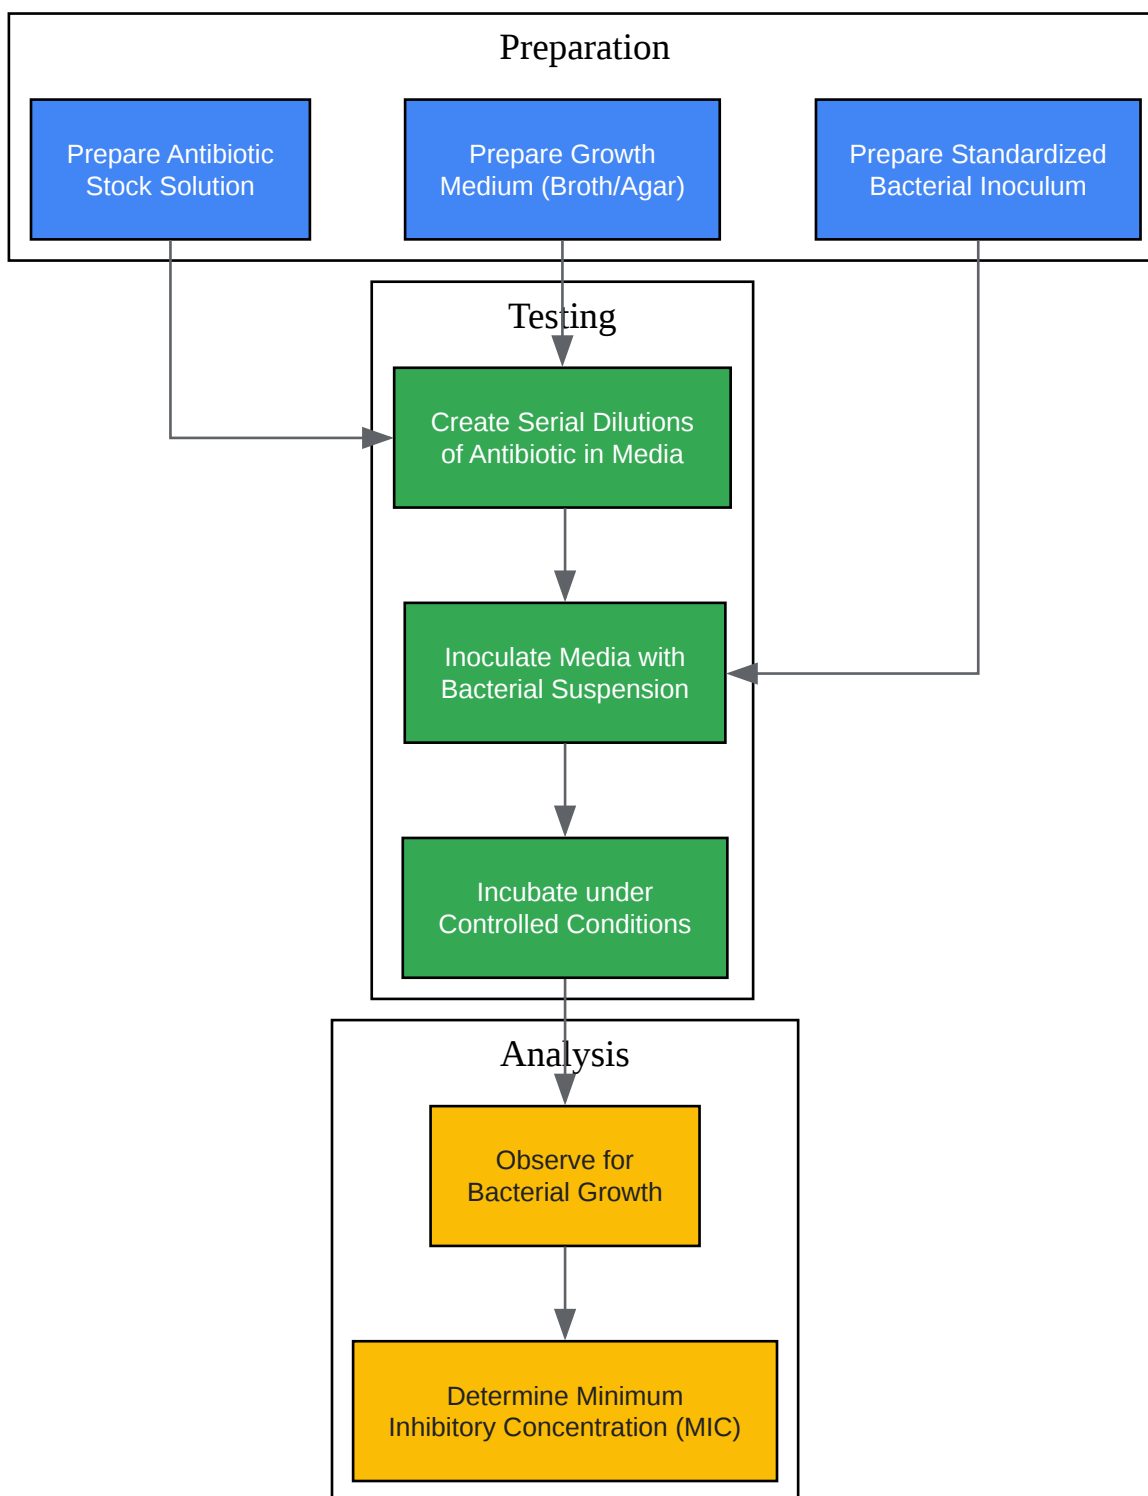 Preparation
Prepare Antibiotic
Stock Solution
Prepare Growth
Medium (Broth/Agar)
Prepare Standardized
Bacterial Inoculum
Testing
Create Serial Dilutions
of Antibiotic in Media
Inoculate Media with
Bacterial Suspension
Incubate under
Controlled Conditions
Analysis
Observe for
Bacterial Growth
Determine Minimum
Inhibitory Concentration (MIC)